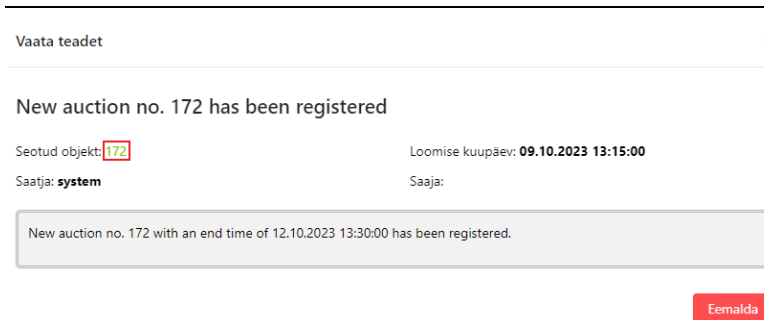 Vaata teadet
New auction no. 172 has been registered
Seotud objekt: 172
Loomise kuupäev: 09.10.2023 13:15:00
Saatja: system
Saaja:
New auction no. 172 with an end time of 12.10.2023 13:30:00 has been registered.
Eemalda